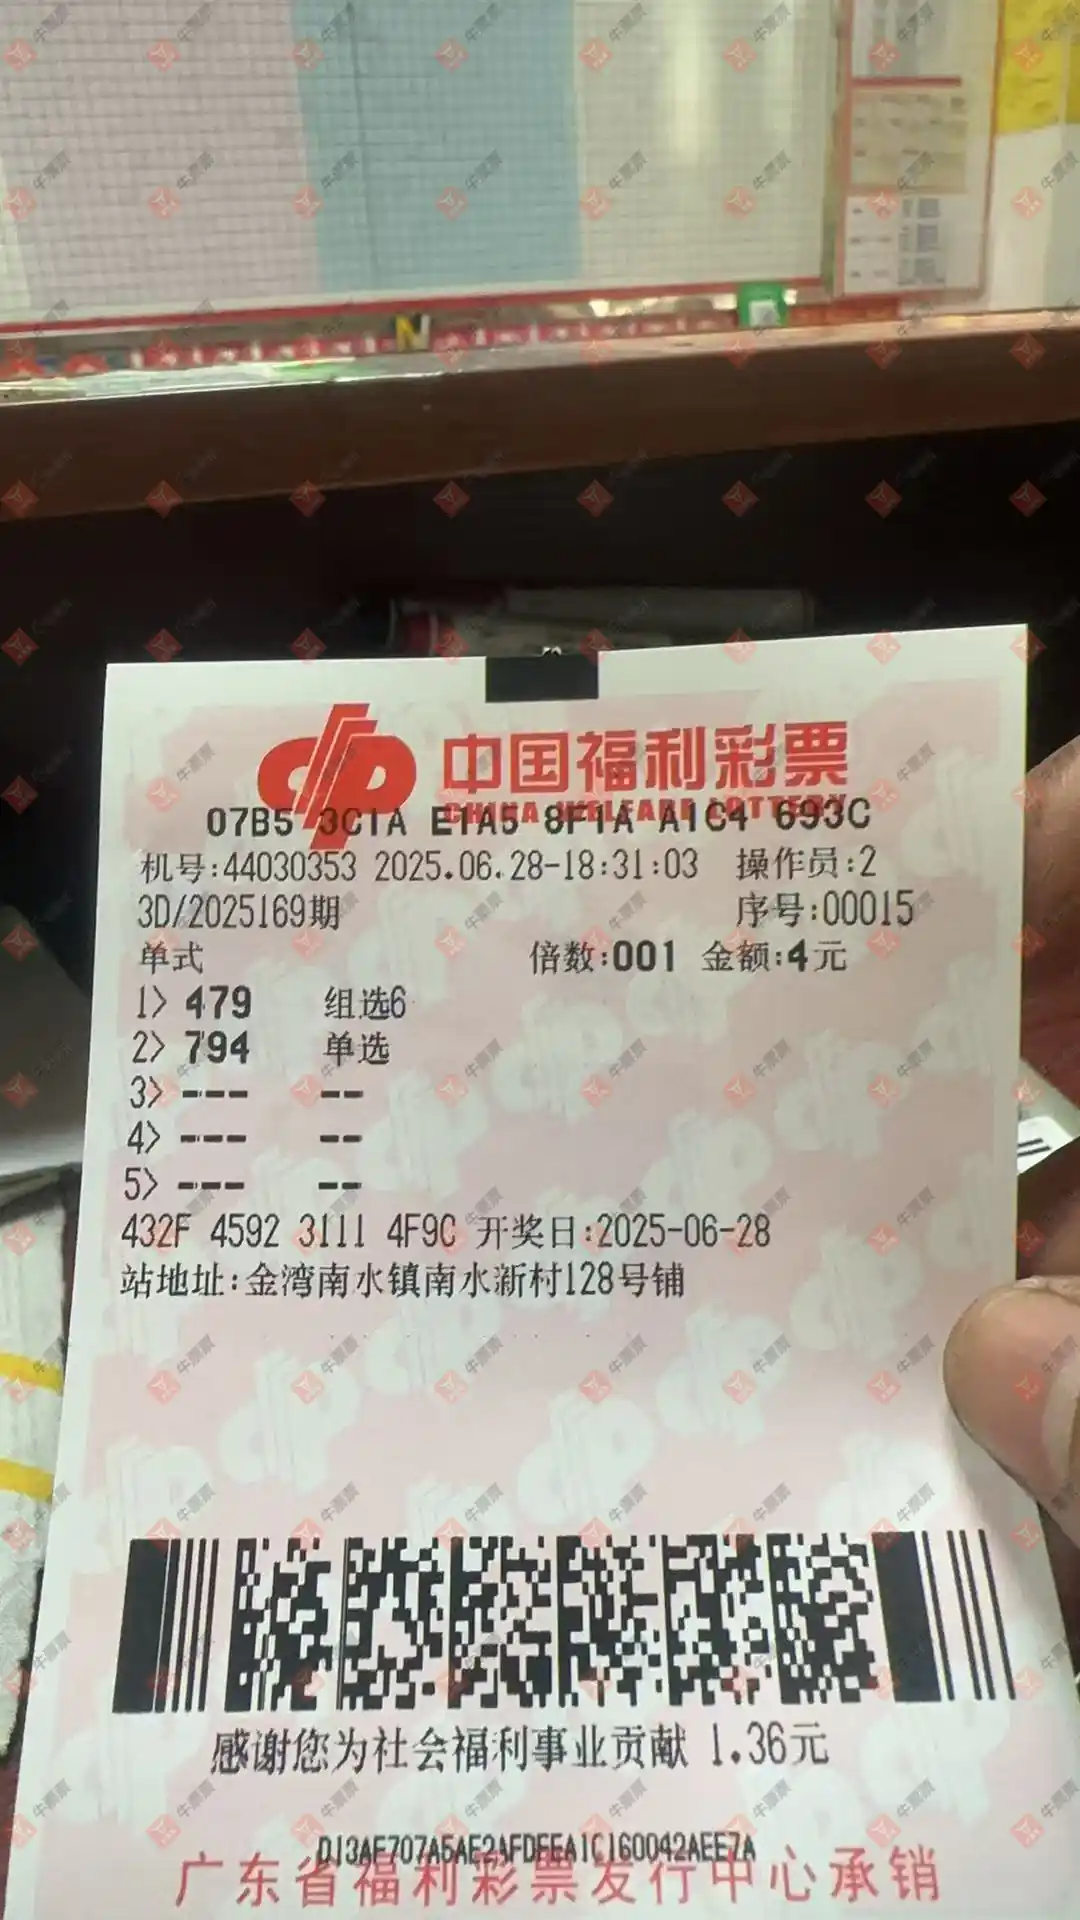 中国福利彩票
CHINA WELFARE LOTTERY
07B5 3C1A E1A5 8F1A A1C4 693C
机号:44030353 2025.06.28-18:31:03 操作员:2
3D/2025169期 序号:00015
单式 倍数:001 金额:4元
1> 479 组选6
2> 794 单选
3> --- --
4> --- --
5> --- --
432F 4592 3111 4F9C 开奖日:2025-06-28
站地址:金湾南水镇南水新村128号铺
感谢您为社会福利事业贡献 1.36元
D13AF707A5AE2AFDFEA1C160042AEE7A
广东省福利彩票发行中心承销
牛票票